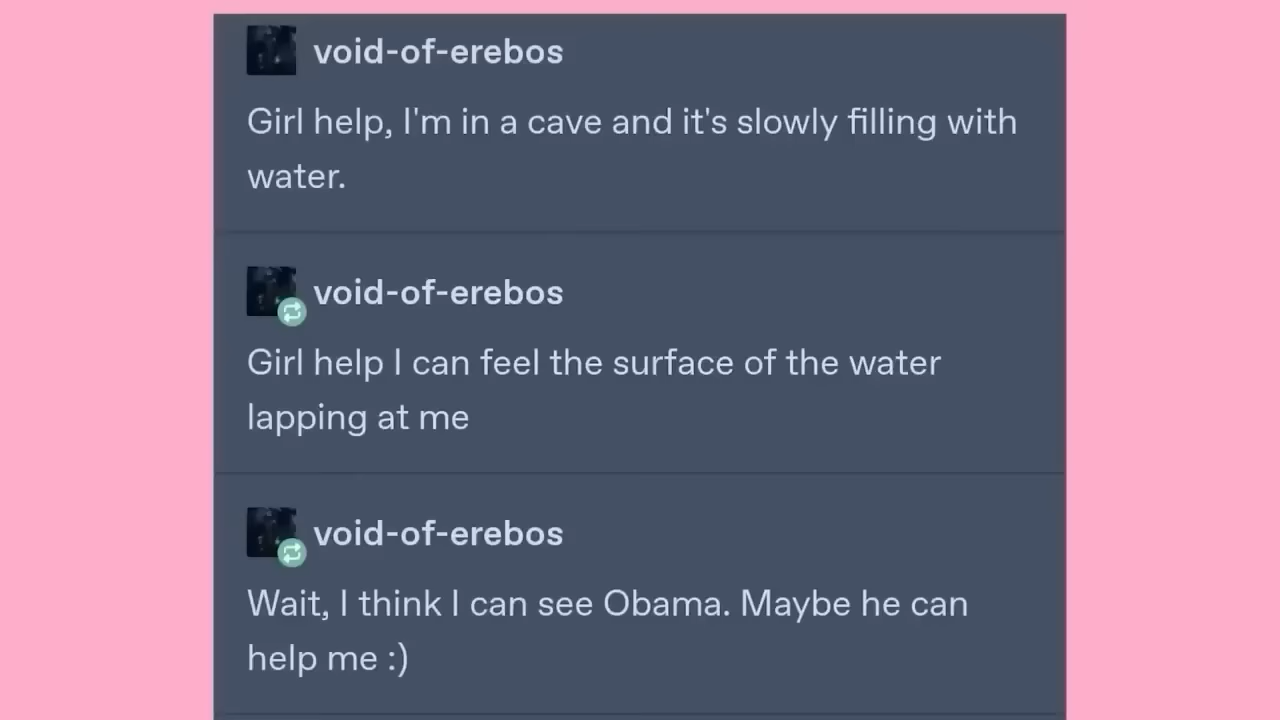 void-of-erebos
Girl help, I'm in a cave and it's slowly filling with
water.
void-of-erebos
Girl help I can feel the surface of the water
lapping at me
void-of-erebos
Wait, I think I can see Obama. Maybe he can
help me :)